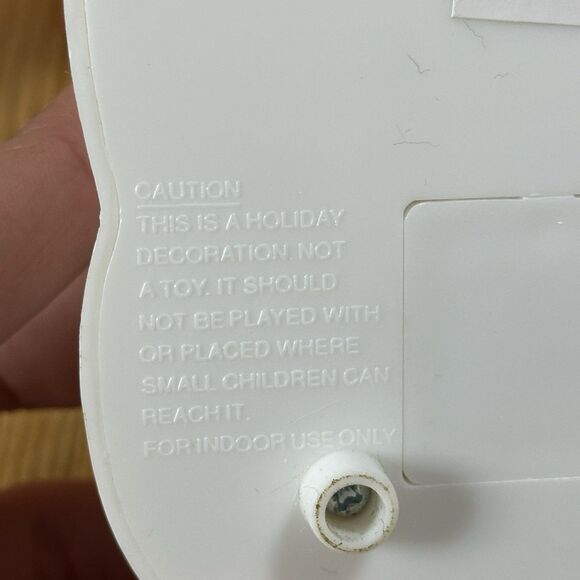 CAUTION
THIS IS A HOLIDAY
DECORATION. NOT
A TOY. IT SHOULD
NOT BE PLAYED WITH
OR PLACED WHERE
SMALL CHILDREN CAN
REACH IT.
FOR INDOOR USE ONLY